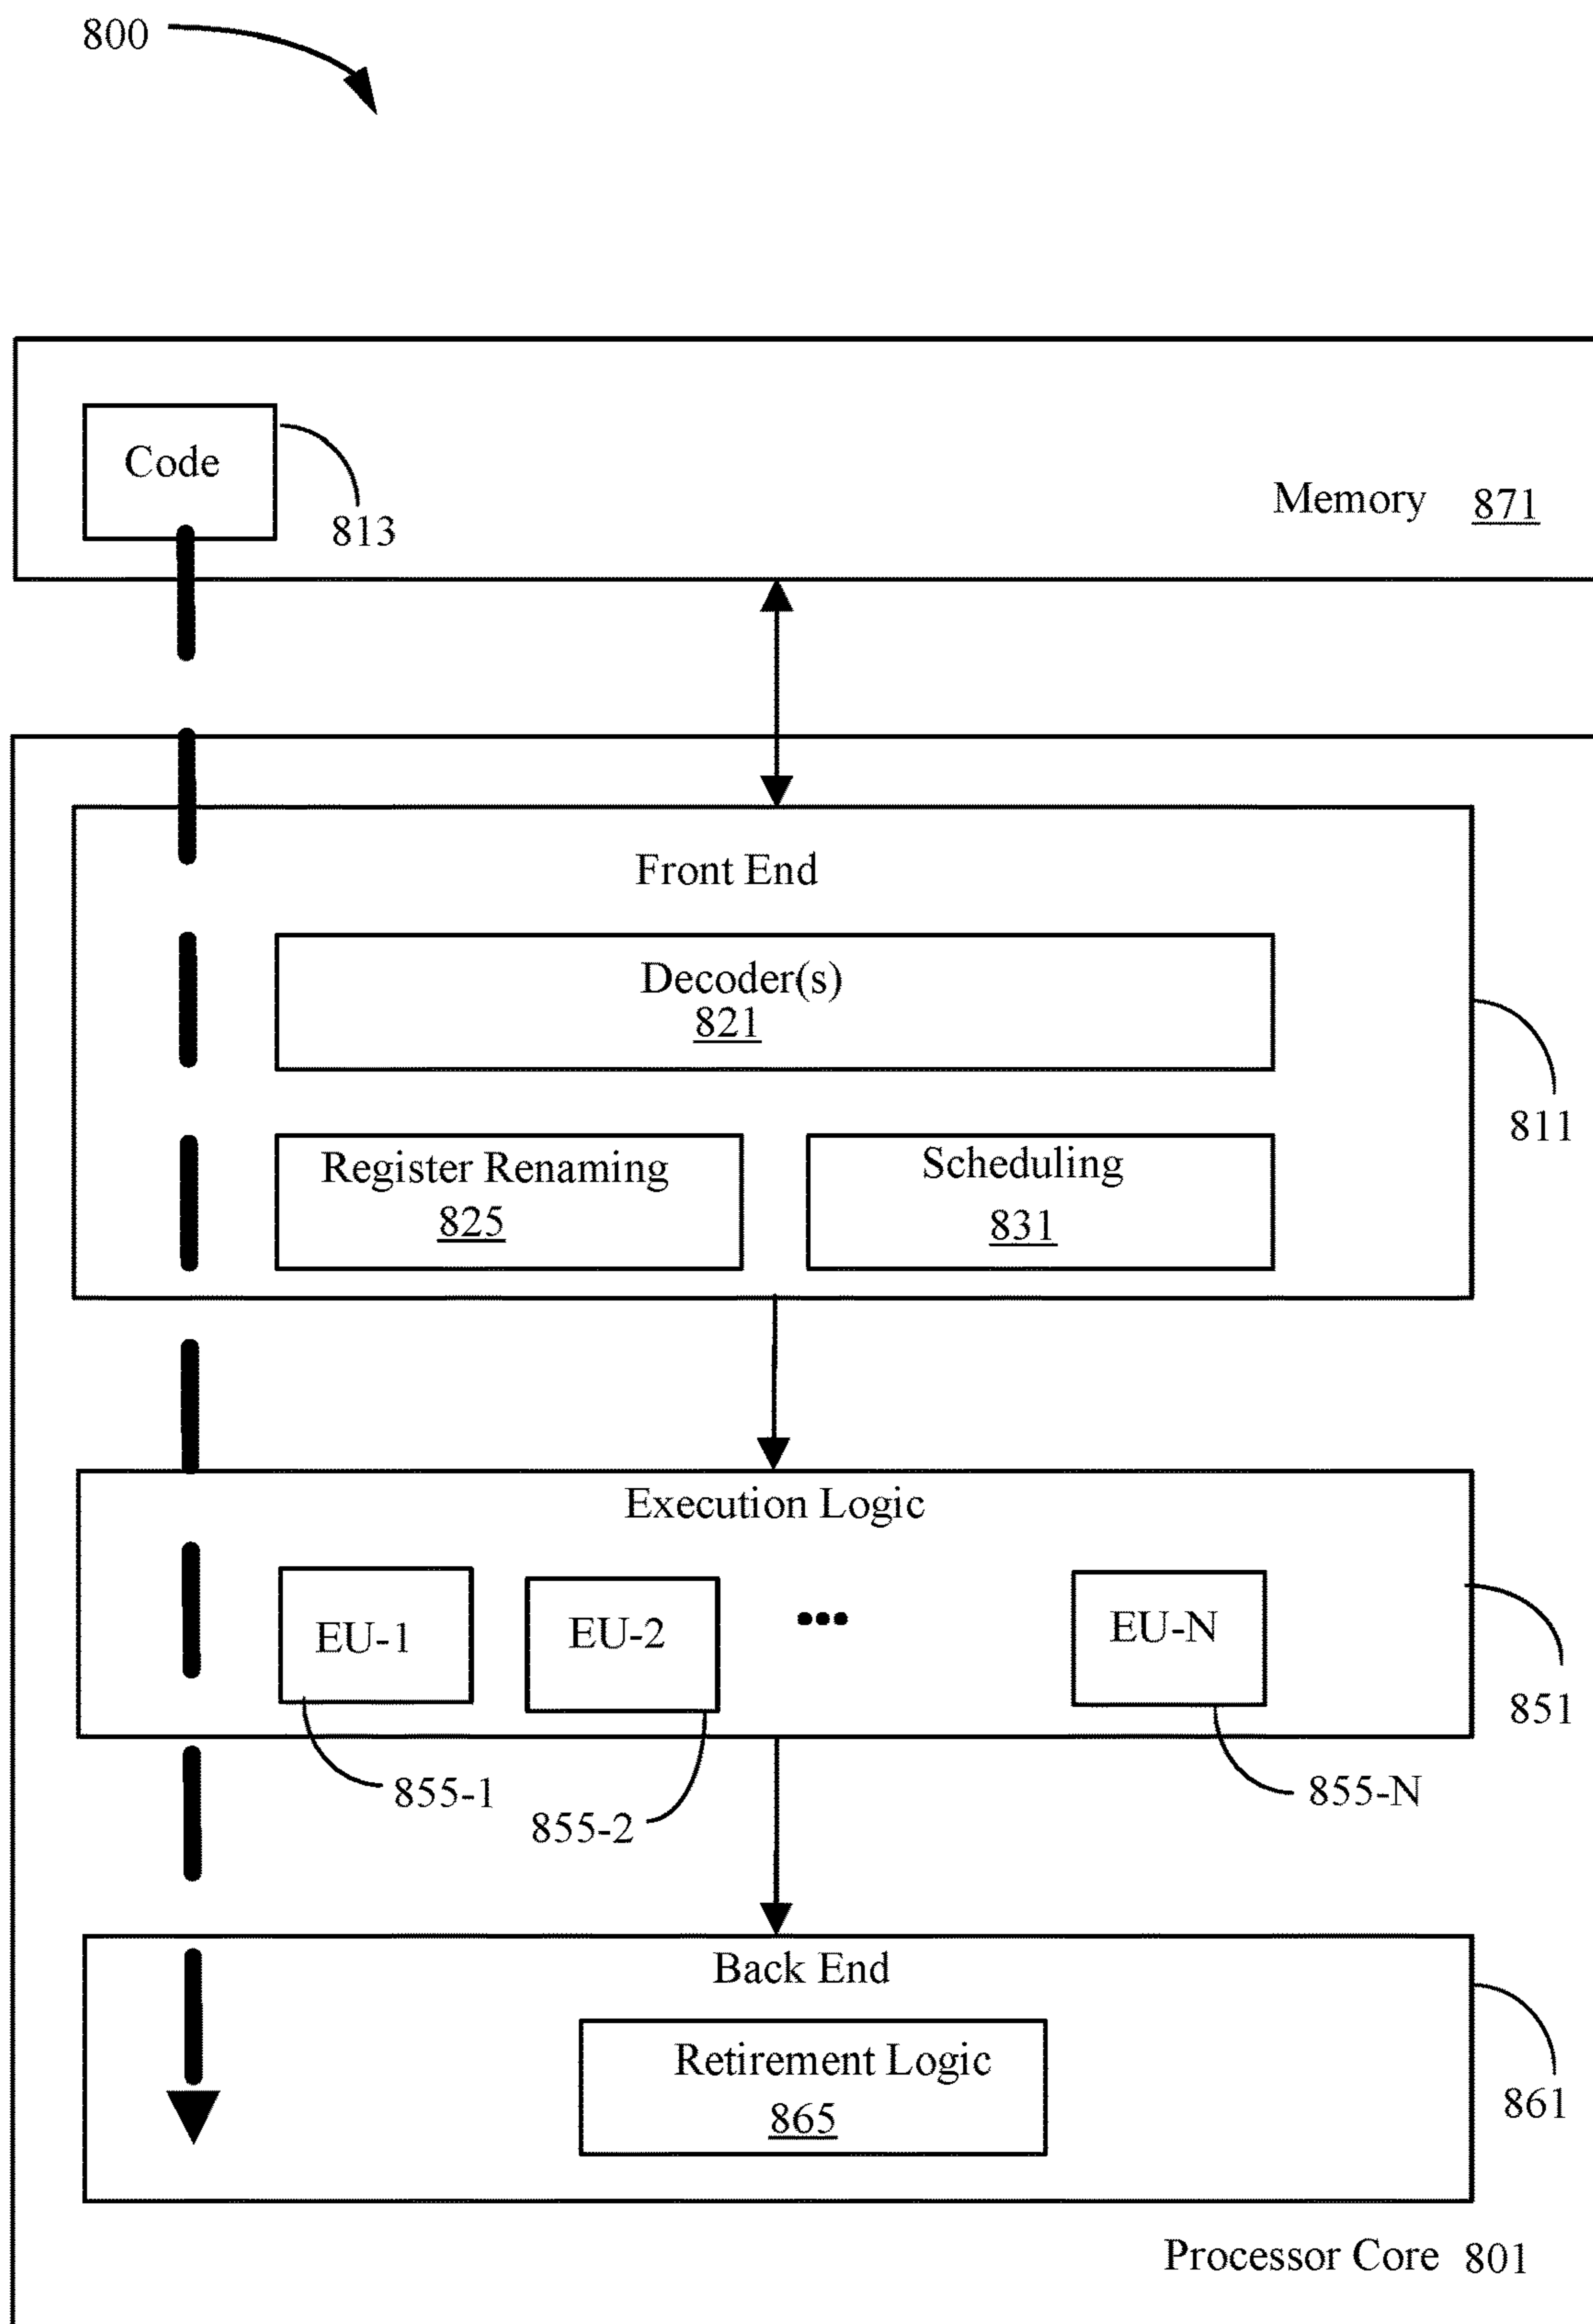 800
Code
813
Memory 871
Front End
Decoder(s)
821
811
Register Renaming
825
Scheduling
831
Execution Logic
EU-1
EU-2
EU-N
851
855-1
855-2
855-N
Back End
Retirement Logic
865
861
Processor Core 801